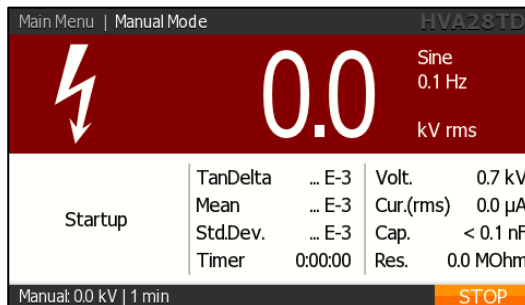 Main Menu | Manual Mode HVA28TD
0.0
Sine
0.1 Hz
kV rms
Startup
TanDelta ... E-3
Mean ... E-3
Std.Dev. ... E-3
Timer 0:00:00
Volt. 0.7 kV
Cur.(rms) 0.0 µA
Cap. < 0.1 nF
Res. 0.0 MOhm
Manual: 0.0 kV | 1 min STOP